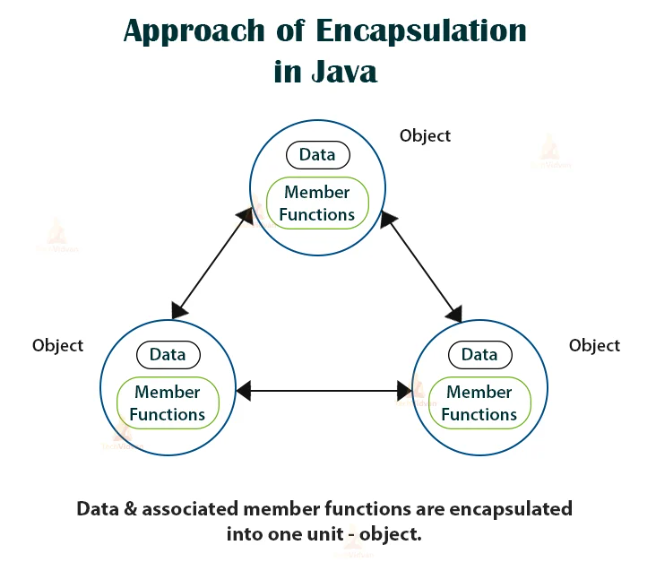 Approach of Encapsulation
in Java
Object
Data
Member
Functions
Object
Data
Member
Functions
Object
Data
Member
Functions
Data & associated member functions are encapsulated
into one unit - object.